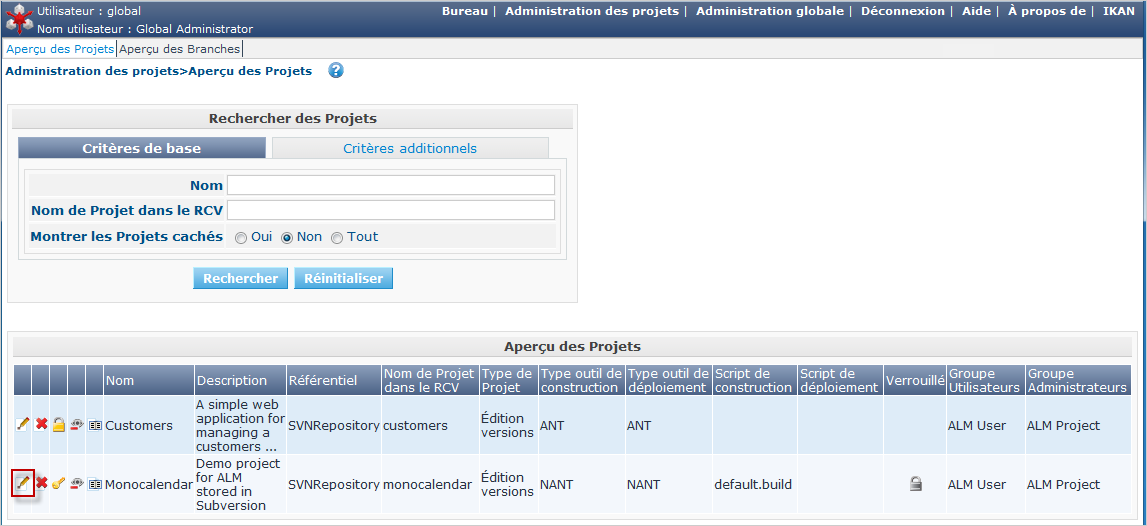 Utilisateur : global
Bureau | Administration des projets | Administration globale | Déconnexion | Aide | À propos de | IKAN
Nom utilisateur : Global Administrator
Aperçu des Projets | Aperçu des Branches |
Administration des projets>Aperçu des Projets ?
Rechercher des Projets
Critères de base Critères additionnels
Nom
Nom de Projet dans le RCV
Montrer les Projets cachés Oui Non Tout
Rechercher Réinitialiser
Aperçu des Projets
Nom Description Référentiel Nom de Projet dans le RCV Type de Projet Type outil de construction Type outil de déploiement Script de construction Script de déploiement Verrouillé Groupe Utilisateurs Groupe Administrateurs
Customers A simple web application for managing a customers ... SVNRepository customers Édition versions ANT ANT ALM User ALM Project
Monocalendar Demo project for ALM stored in Subversion SVNRepository monocalendar Édition versions NANT NANT default.build ALM User ALM Project